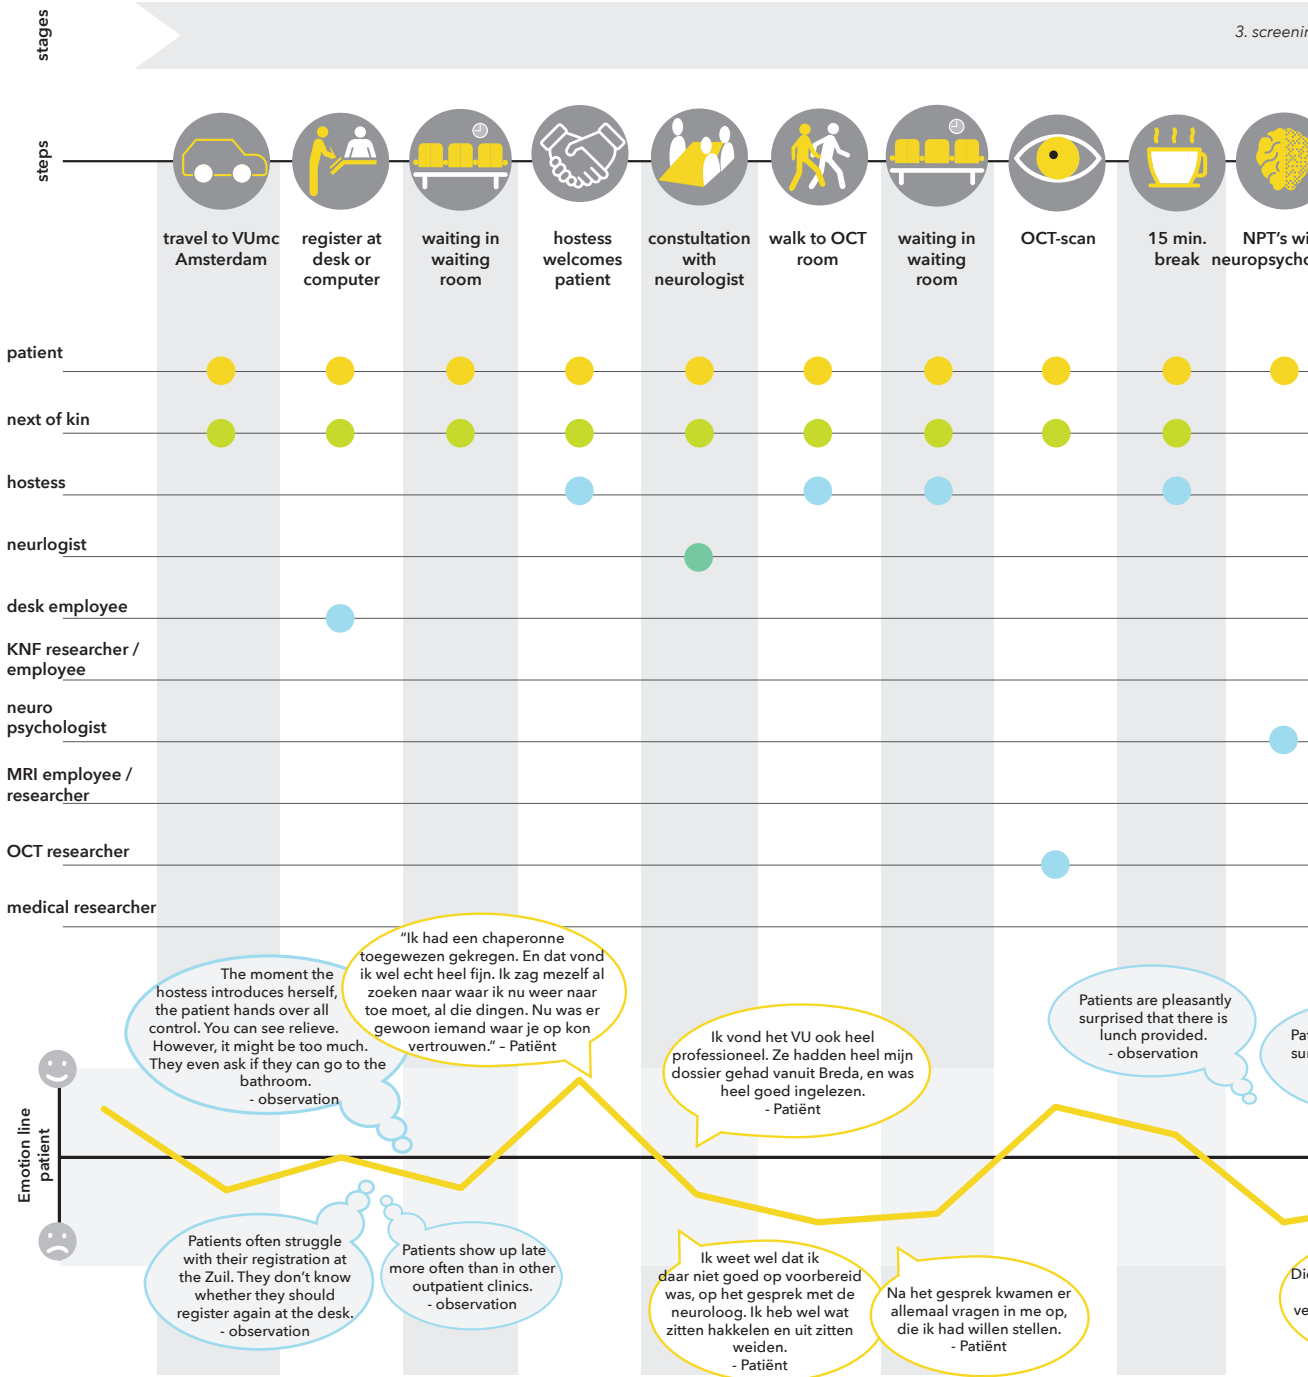 stages
3. screenin
steps
travel to VUmc
Amsterdam
register at
desk or
computer
waiting in
waiting
room
hostess
welcomes
patient
constultation
with
neurologist
walk to OCT
room
waiting in
waiting
room
OCT-scan
15 min.
break
NPT's wi
neuropsycho
patient
next of kin
hostess
neurlogist
desk employee
KNF researcher /
employee
neuro
psychologist
MRI employee /
researcher
OCT researcher
medical researcher
The moment the
hostess introduces herself,
the patient hands over all
control. You can see relieve.
However, it might be too much.
They even ask if they can go to the
bathroom.
- observation
“Ik had een chaperonne
toegewezen gekregen. En dat vond
ik wel echt heel fijn. Ik zag mezelf al
zoeken naar waar ik nu weer naar
toe moet, al die dingen. Nu was er
gewoon iemand waar je op kon
vertrouwen.” – Patiënt
Ik vond het VU ook heel
professioneel. Ze hadden heel mijn
dossier gehad vanuit Breda, en was
heel goed ingelezen.
- Patiënt
Patients are pleasantly
surprised that there is
lunch provided.
- observation
Pat
sur
Emotion line
patient
Patients often struggle
with their registration at
the Zuil. They don't know
whether they should
register again at the desk.
- observation
Patients show up late
more often than in other
outpatient clinics.
- observation
Ik weet wel dat ik
daar niet goed op voorbereid
was, op het gesprek met de
neuroloog. Ik heb wel wat
zitten hakkelen en uit zitten
weiden.
- Patiënt
Na het gesprek kwamen er
allemaal vragen in me op,
die ik had willen stellen.
- Patiënt
Dic
ve